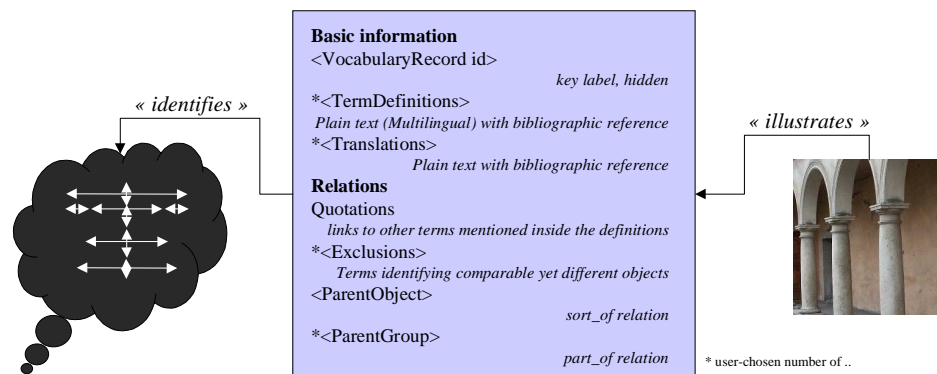 Basic information
<VocabularyRecord id>
key label, hidden
*<TermDefinitions>
« identifies »
Plain text (Multilingual) with bibliographic reference
« illustrates »
*<Translations>
Plain text with bibliographic reference
Relations
Quotations
links to other terms mentioned inside the definitions
*<Exclusions>
Terms identifying comparable yet different objects
<ParentObject>
sort_of relation
*<ParentGroup>
part_of relation
* user-chosen number of ..